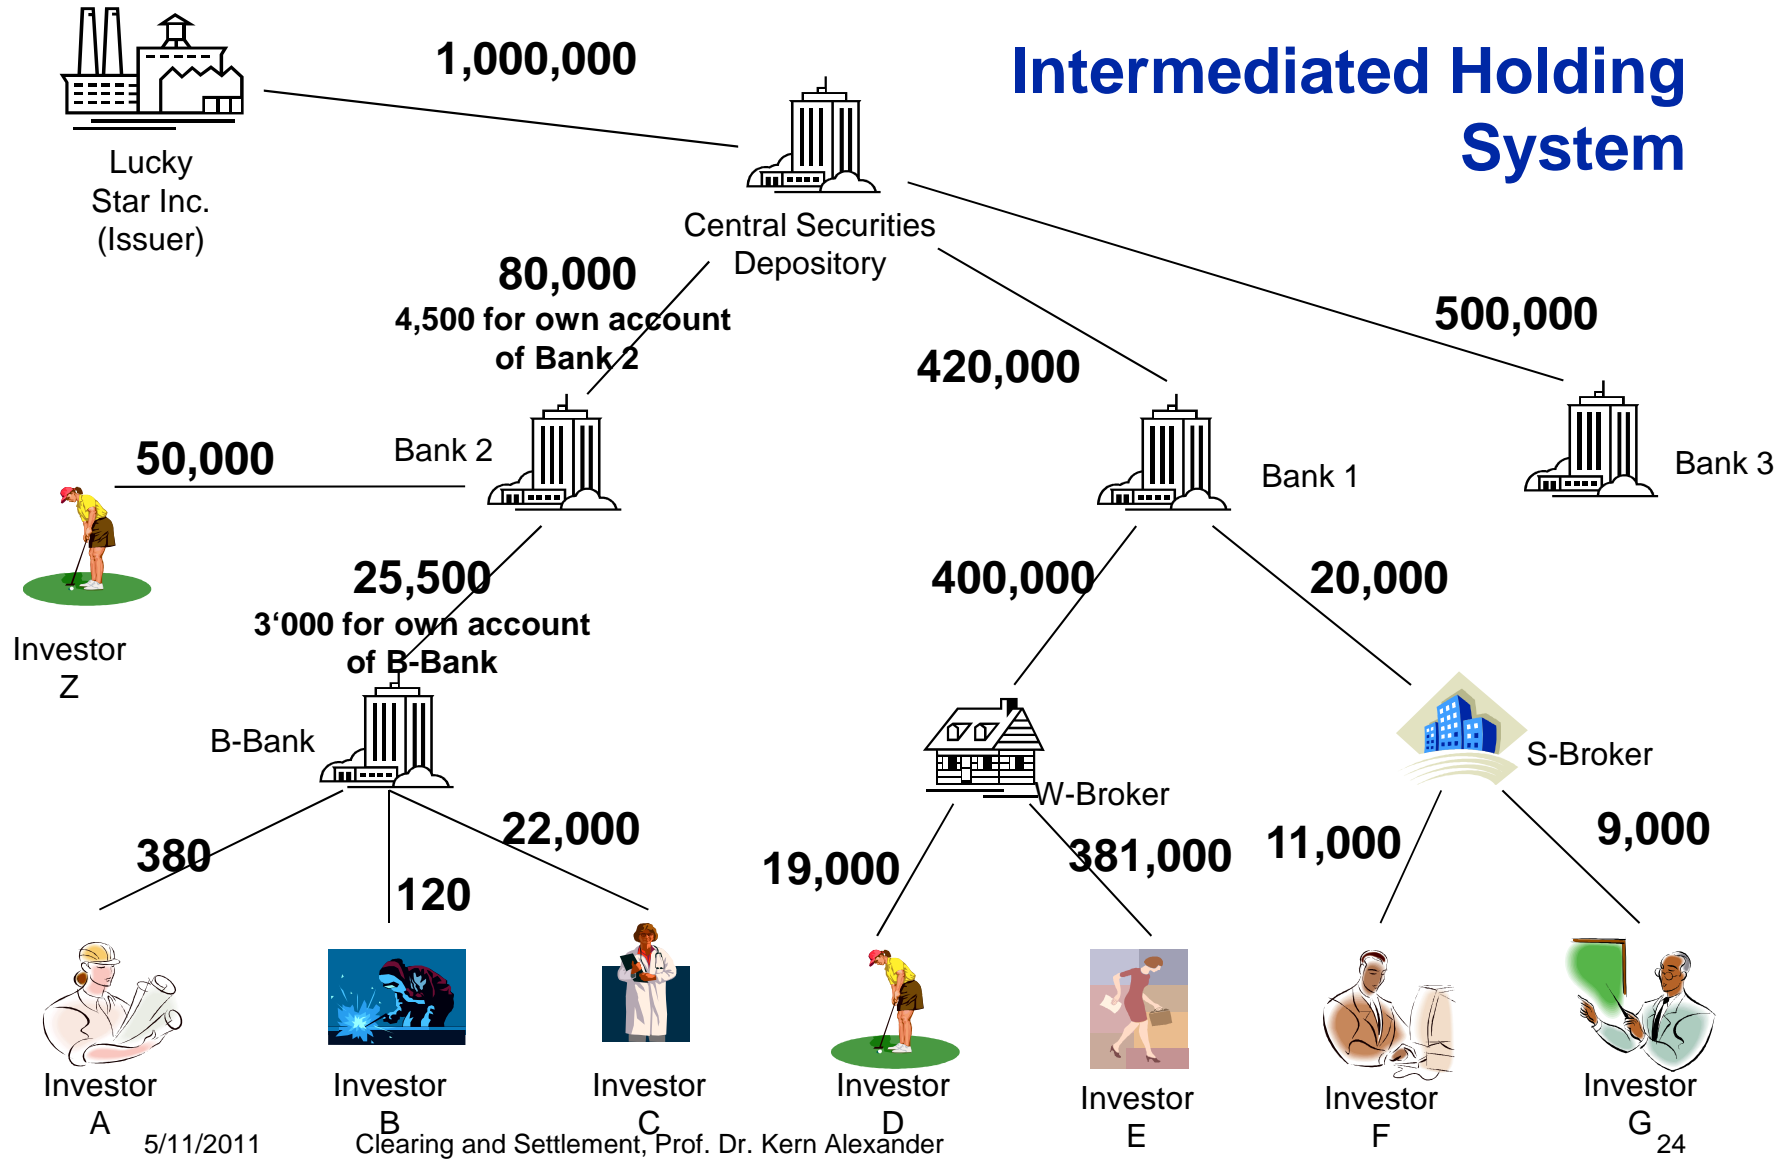 Intermediated Holding
System
1,000,000
Lucky
Star Inc.
(Issuer)
Central Securities
Depository
80,000
4,500 for own account
of Bank 2
420,000
500,000
50,000
Bank 2
Bank 1
Bank 3
Investor
Z
25,500
3‘000 for own account
of B-Bank
400,000
20,000
B-Bank
W-Broker
S-Broker
380
120
22,000
19,000
381,000
11,000
9,000
Investor
A
Investor
B
Investor
C
Investor
D
Investor
E
Investor
F
Investor
G
5/11/2011
Clearing and Settlement, Prof. Dr. Kern Alexander
24